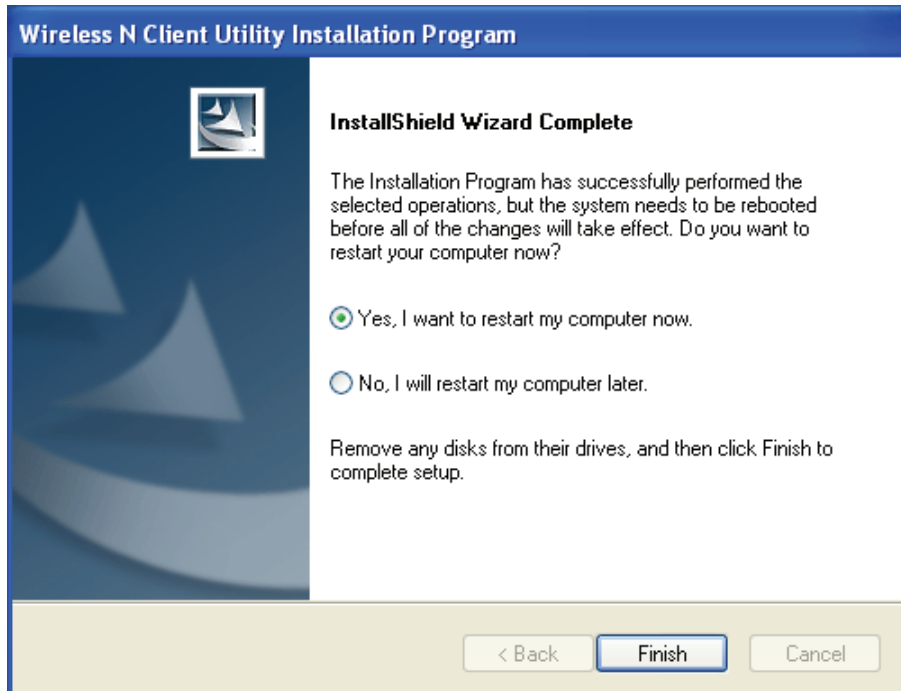 Wireless N Client Utility Installation Program
InstallShield Wizard Complete
The Installation Program has successfully performed the
selected operations, but the system needs to be rebooted
before all of the changes will take effect. Do you want to
restart your computer now?
Yes, I want to restart my computer now.
No, I will restart my computer later.
Remove any disks from their drives, and then click Finish to
complete setup.
< Back
Finish
Cancel